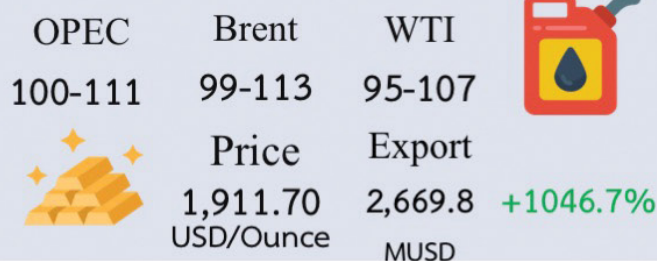 OPEC Brent WTI
100-111 99-113 95-107
Price Export
1,911.70 2,669.8 +1046.7%
USD/Ounce MUSD